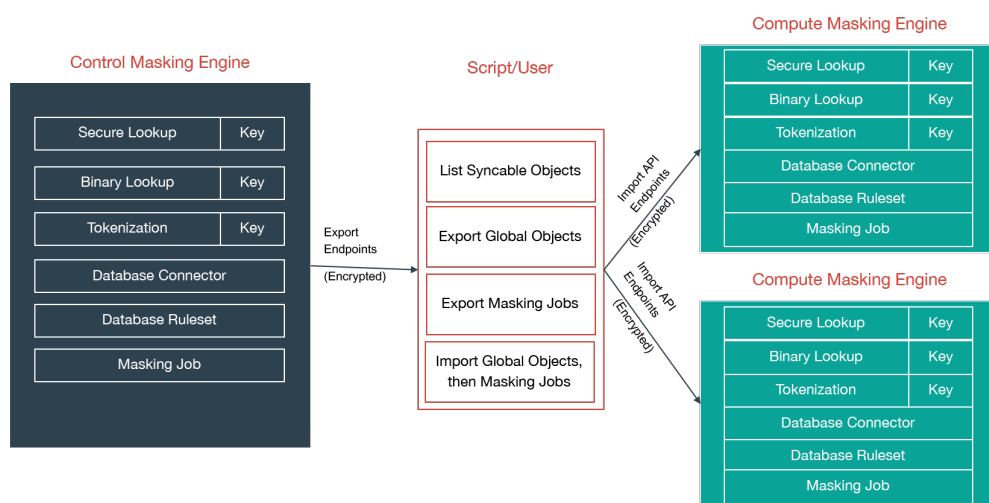 Control Masking Engine
Secure Lookup Key
Binary Lookup Key
Tokenization Key
Database Connector
Database Ruleset
Masking Job
Export
Endpoints
(Encrypted)
Script/User
List Syncable Objects
Export Global Objects
Export Masking Jobs
Import Global Objects,
then Masking Jobs
Import API
Endpoints
(Encrypted)
Import API
Endpoints
(Encrypted)
Compute Masking Engine
Secure Lookup Key
Binary Lookup Key
Tokenization Key
Database Connector
Database Ruleset
Masking Job
Compute Masking Engine
Secure Lookup Key
Binary Lookup Key
Tokenization Key
Database Connector
Database Ruleset
Masking Job